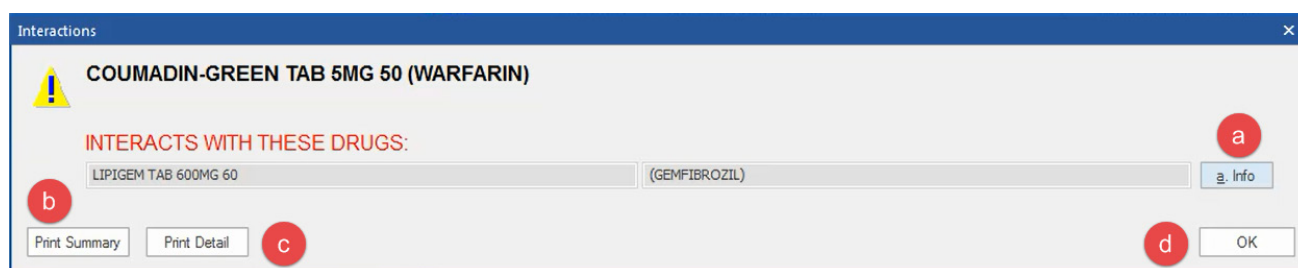 Interactions
COUMADIN-GREEN TAB 5MG 50 (WARFARIN)
INTERACTS WITH THESE DRUGS:
a
LIPIGEM TAB 600MG 60 (GEMFIBROZIL) a. Info
b
Print Summary Print Detail c d OK